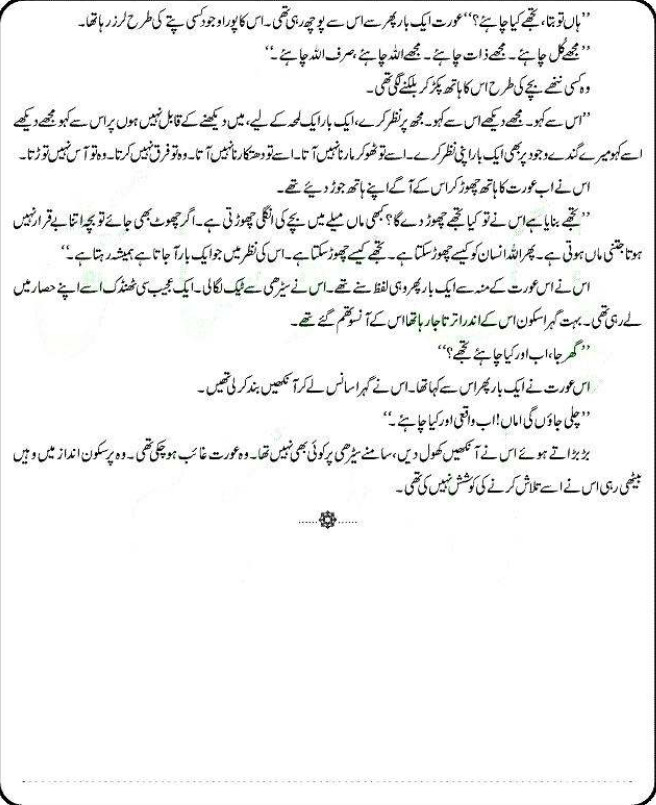 ’’ہاں تو بتا، تجھے کیا چاہئے؟‘‘ عورت ایک بار پھر سے اس سے پوچھ رہی تھی۔ اس کا پورا وجود کسی پتے کی طرح لرز رہا تھا۔
’’مجھے کُل چاہئے۔ مجھے ذات چاہئے۔ مجھے اللہ چاہئے، صرف اللہ چاہئے۔‘‘
وہ کسی ننھے بچے کی طرح اس کا ہاتھ پکڑ کر بلکنے لگی تھی۔
’’اس سے کہو۔ مجھے دیکھے اس سے کہو۔ مجھ پر نظر کرے، ایک بار ایک لمحہ کے لیے، میں دیکھنے کے قابل نہیں ہوں پر اس سے کہو مجھے دیکھے
اسے کہو میرے گندے وجود پر بھی ایک بار اپنی نظر کرے۔ اسے تو ٹھوکر مارنا نہیں آتا۔ اسے تو دھتکارنا نہیں آتا۔ وہ تو فرق نہیں کرتا۔ وہ تو آس نہیں توڑتا۔
اس نے اب عورت کا ہاتھ چھوڑ کر اس کے آگے اپنے ہاتھ جوڑ دیئے تھے۔
’’تجھے بنایا ہے اس نے تو کیا تجھے چھوڑ دے گا؟ کبھی ماں میلے میں بچے کی انگلی چھوڑتی ہے۔ اگر چھوٹ بھی جائے تو بچہ اتنا بے قرار نہیں
ہوتا جتنی ماں ہوتی ہے۔ پھر اللہ انسان کو کیسے چھوڑ سکتا ہے۔ تجھے کیسے چھوڑ سکتا ہے۔ اس کی نظر میں جو ایک بار آ جاتا ہے ہمیشہ رہتا ہے۔‘‘
اس نے اس عورت کے منہ سے ایک بار پھر وہی لفظ سنے تھے۔ اس نے سیڑھی سے ٹیک لگا لی۔ ایک عجیب سی ٹھنڈک اسے اپنے حصار میں
لے رہی تھی۔ بہت گہرا سکون اس کے اندر اترتا جا رہا تھا اس کے آنسو تھم گئے تھے۔
’’گھر جا، اب اور کیا چاہئے تجھے؟‘‘
اس عورت نے ایک بار پھر اس سے کہا تھا۔ اس نے گہرا سانس لے کر آنکھیں بند کر لی تھیں۔
’’چلی جاؤں گی اماں! اب واقعی اور کیا چاہئے۔‘‘
بڑبڑاتے ہوئے اس نے آنکھیں کھول دیں، سامنے سیڑھی پر کوئی بھی نہیں تھا۔ وہ عورت غائب ہو چکی تھی۔ وہ پرسکون انداز میں وہیں
بیٹھی رہی اس نے اسے تلاش کرنے کی کوشش نہیں کی تھی۔